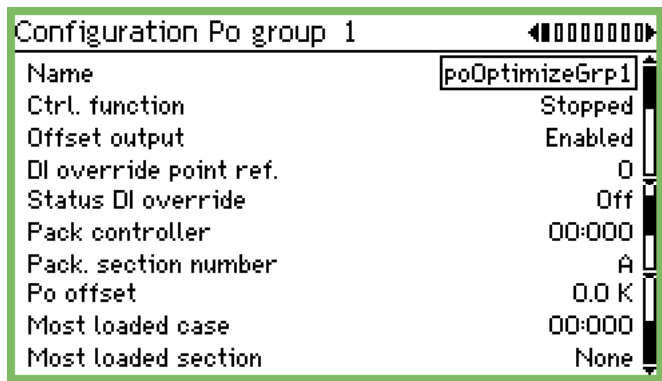 Configuration Po group 1
Name poOptimizeGrp1
Ctrl. function Stopped
Offset output Enabled
DI override point ref. 0
Status DI override Off
Pack controller 00:000
Pack. section number A
Po offset 0.0 K
Most loaded case 00:000
Most loaded section None